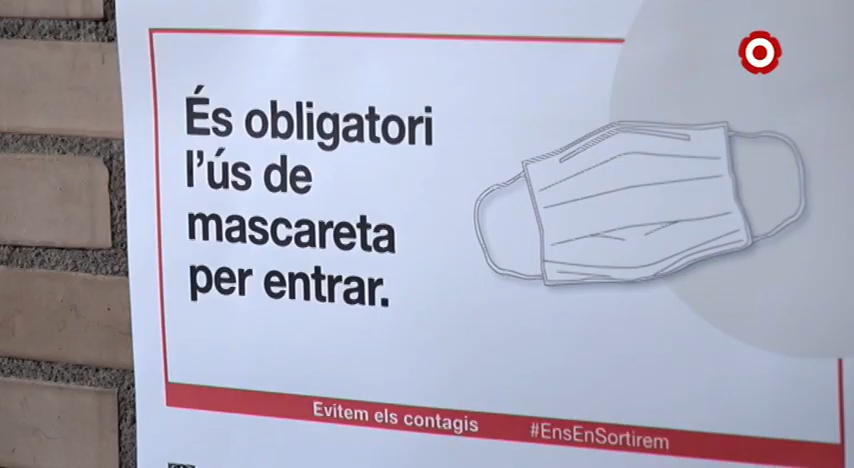 És obligatori
l'ús de
mascareta
per entrar.
Evitem els contagis #EnsEnSortirem